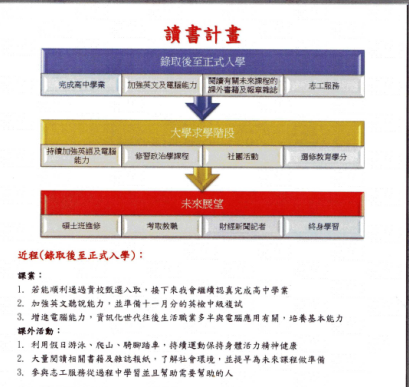 讀書計畫
錄取後至正式入學
完成高中學業
加強英文及電腦能力
閱讀有關未來課程的
課外書籍及報章雜誌
志工服務
大學求學階段
持續加強英語及電腦
能力
修習政治學課程
社團活動
選修教育學分
未來展望
碩士班進修
考取教職
財經新聞記者
終身學習
近程(錄取後至正式入學)：
課業：
1. 若能順利通過貴校甄選入取，接下來我會繼續認真完成高中學業
2. 加強英文聽說能力，並準備十一月分的英檢中級複試
3. 增進電腦能力，資訊化世代往後生活職業多半與電腦應用有關，培養基本能力
課外活動：
1. 利用假日游泳、爬山、騎腳踏車，持續運動保持身體活力精神健康
2. 大量閱讀相關書籍及雜誌報紙，了解社會環境，並提早為未來課程做準備
3. 參與志工服務從過程中學習並且幫助需要幫助的人